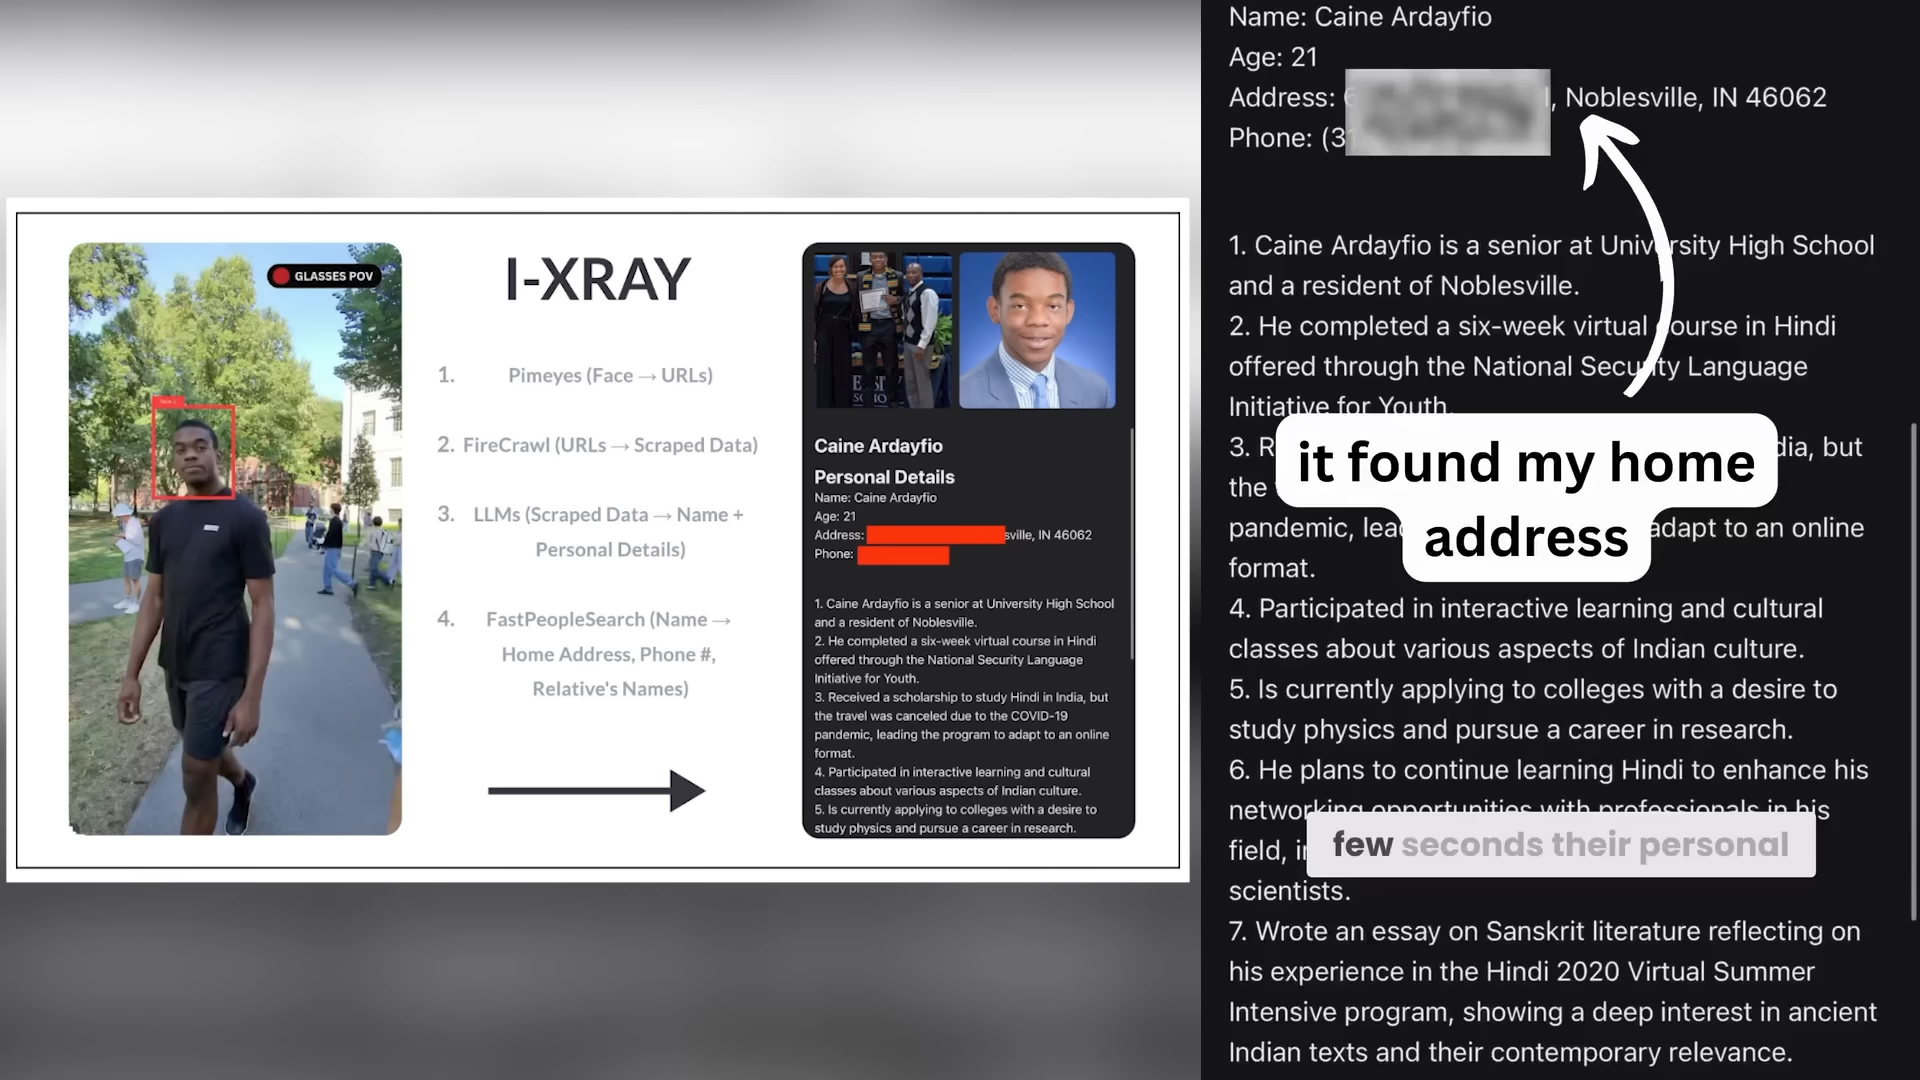 GLASSES POV
I-XRAY
1. Pimeyes (Face → URLs)
2. FireCrawl (URLs → Scraped Data)
3. LLMs (Scraped Data → Name +
Personal Details)
4. FastPeopleSearch (Name →
Home Address, Phone #,
Relative's Names)
Caine Ardayfio
Personal Details
Name: Caine Ardayfio
Age: 21
Address: sville, IN 46062
Phone:
1. Caine Ardayfio is a senior at University High School
and a resident of Noblesville.
2. He completed a six-week virtual course in Hindi
offered through the National Security Language
Initiative for Youth.
3. Received a scholarship to study Hindi in India, but
the travel was canceled due to the COVID-19
pandemic, leading the program to adapt to an online
format.
4. Participated in interactive learning and cultural
classes about various aspects of Indian culture.
5. Is currently applying to colleges with a desire to
study physics and pursue a career in research.
Name: Caine Ardayfio
Age: 21
Address: , Noblesville, IN 46062
Phone: (3
1. Caine Ardayfio is a senior at University High School
and a resident of Noblesville.
2. He completed a six-week virtual course in Hindi
offered through the National Security Language
Initiative for Youth.
3. R dia, but
the
pandemic, lea adapt to an online
format.
it found my home
address
4. Participated in interactive learning and cultural
classes about various aspects of Indian culture.
5. Is currently applying to colleges with a desire to
study physics and pursue a career in research.
6. He plans to continue learning Hindi to enhance his
networking opportunities with professionals in his
field, i
scientists.
few seconds their personal
7. Wrote an essay on Sanskrit literature reflecting on
his experience in the Hindi 2020 Virtual Summer
Intensive program, showing a deep interest in ancient
Indian texts and their contemporary relevance.